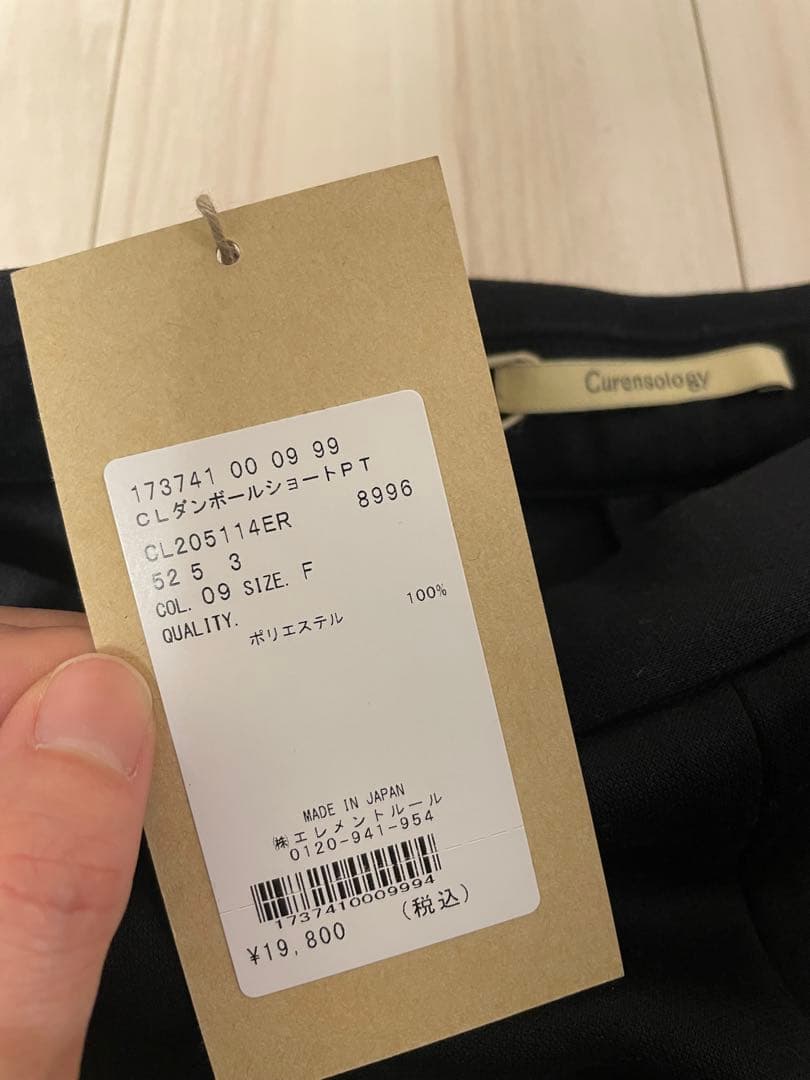 Curensology
173741 00 09 99
CLダンボールショートPT
CL205114ER 8996
52 5 3
COL. 09 SIZE. F
QUALITY.
ポリエステル 100%
MADE IN JAPAN
㈱エレメントルール
0120-941-954
1737410009994
¥19,800 (税込)